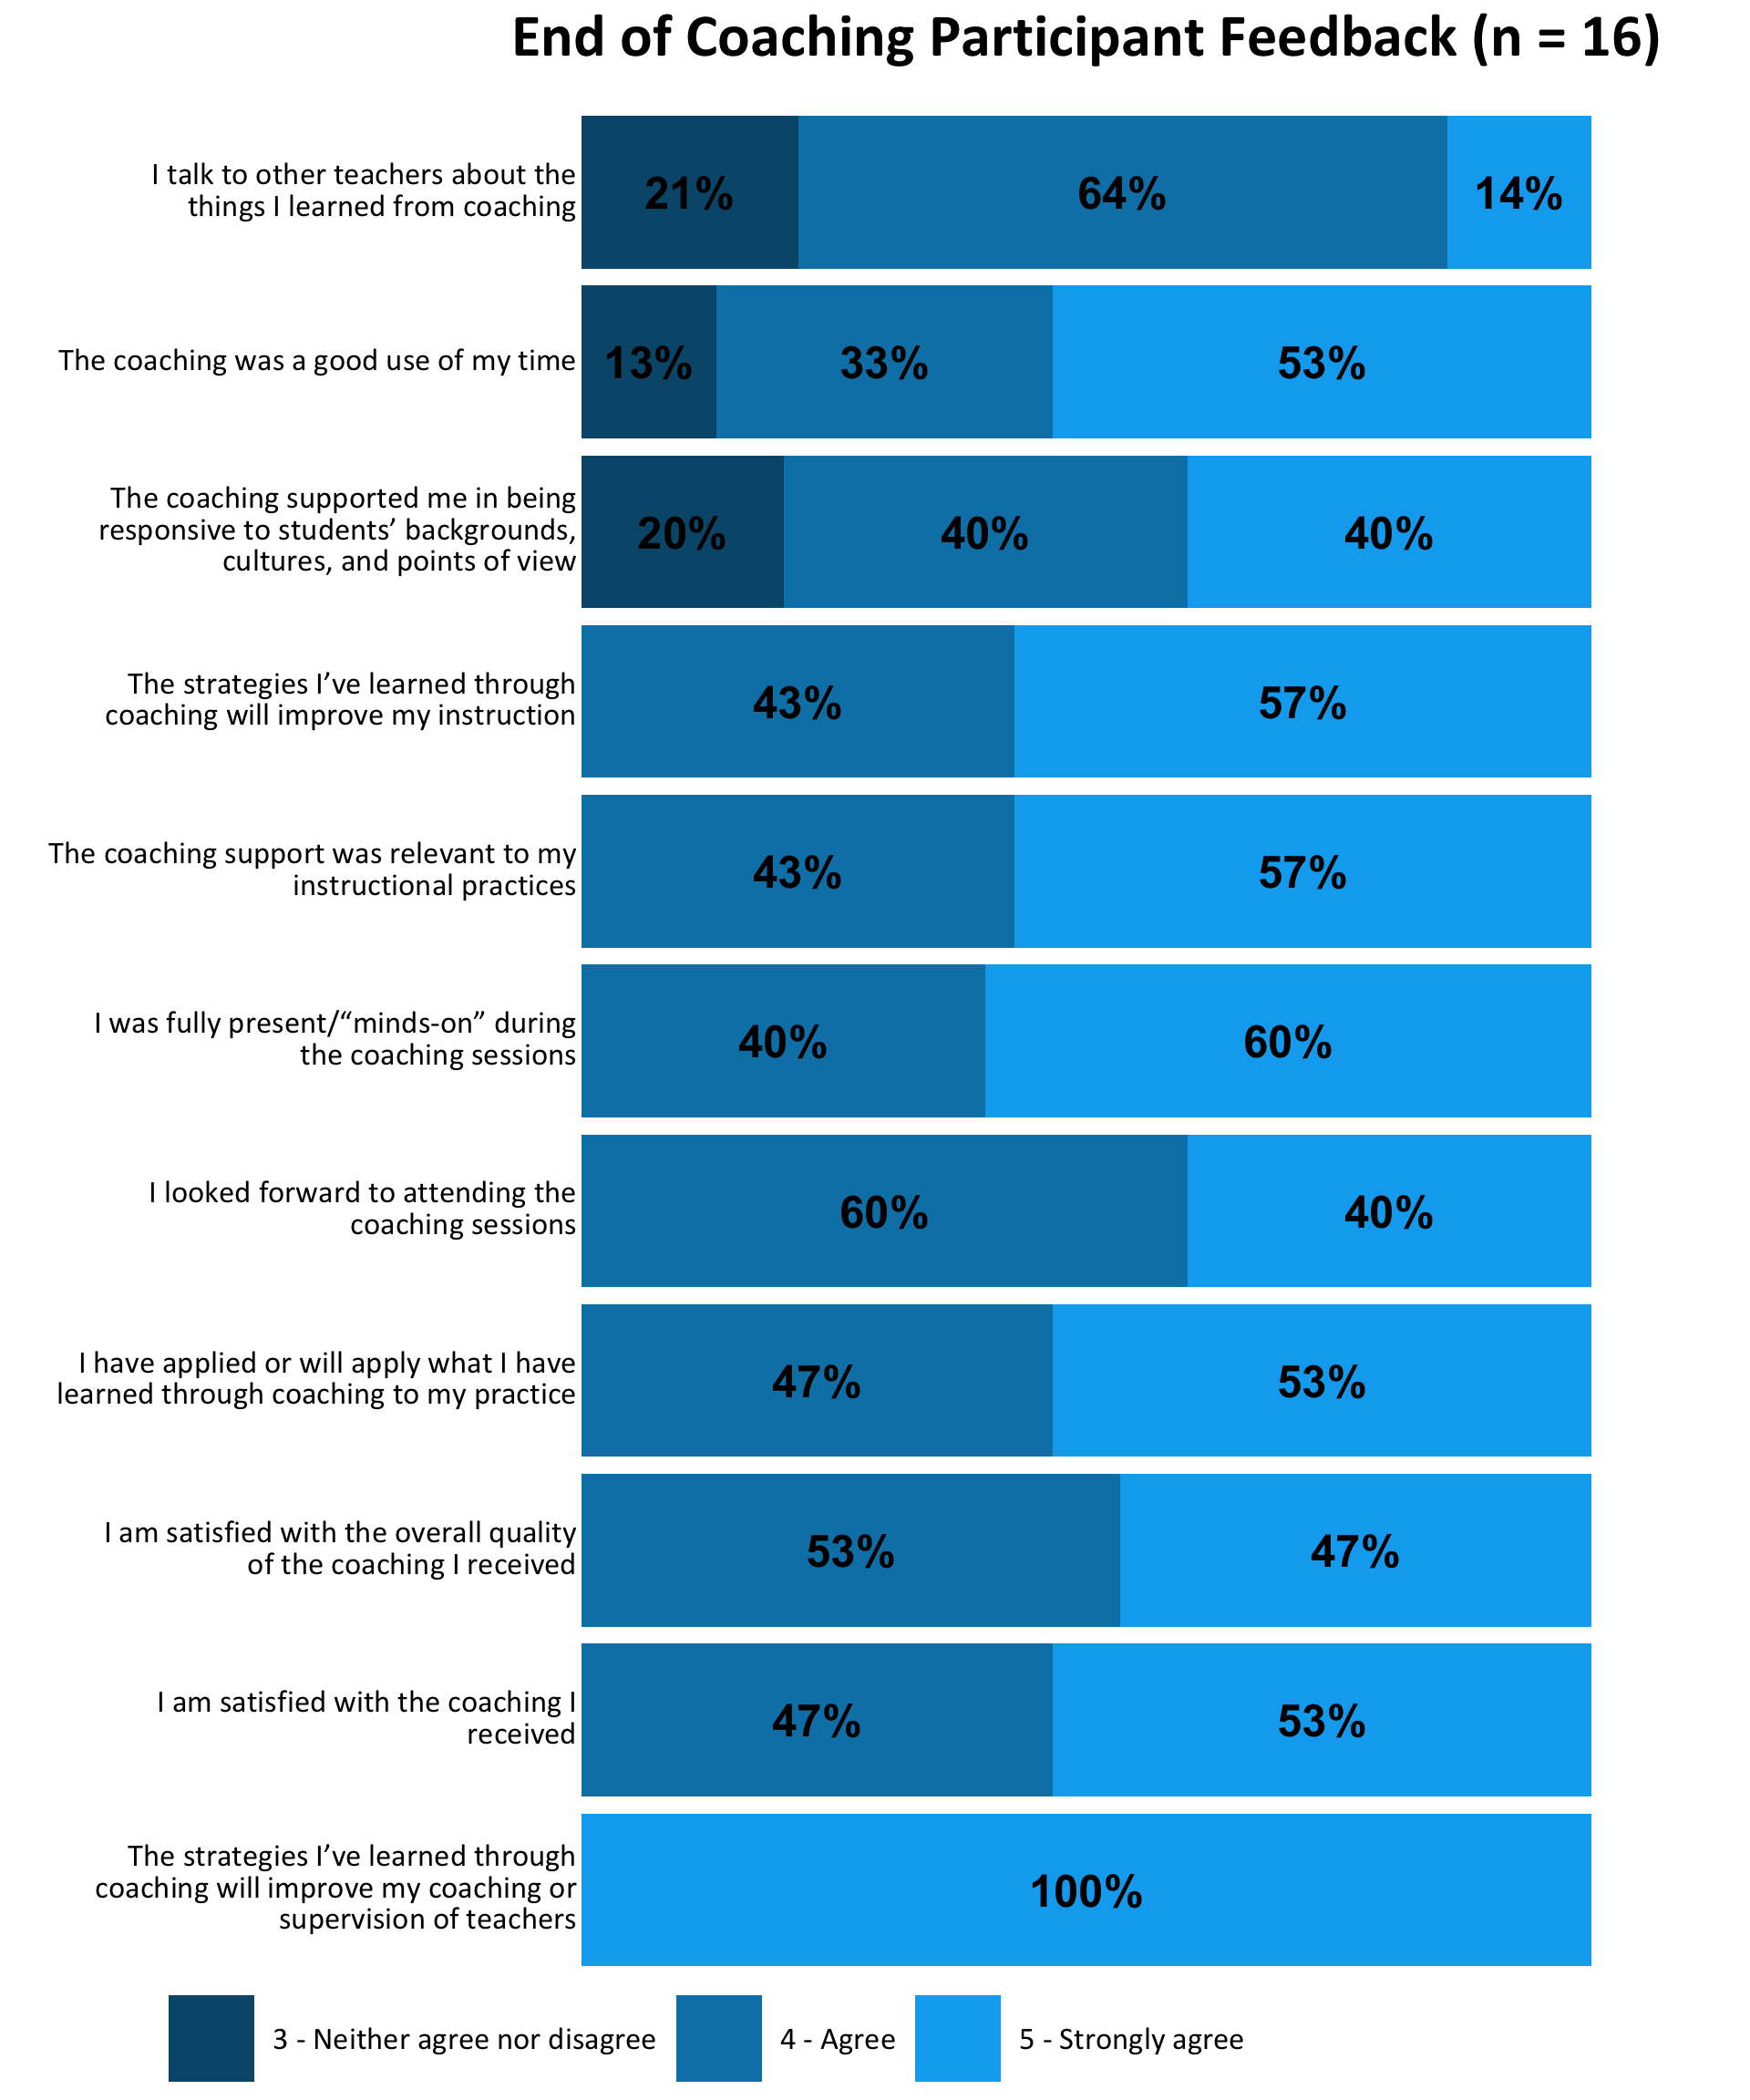 End of Coaching Participant Feedback (n = 16)
I talk to other teachers about the
things I learned from coaching
21% 64% 14%
The coaching was a good use of my time
13% 33% 53%
The coaching supported me in being
responsive to students’ backgrounds,
cultures, and points of view
20% 40% 40%
The strategies I’ve learned through
coaching will improve my instruction
43% 57%
The coaching support was relevant to my
instructional practices
43% 57%
I was fully present/“minds-on” during
the coaching sessions
40% 60%
I looked forward to attending the
coaching sessions
60% 40%
I have applied or will apply what I have
learned through coaching to my practice
47% 53%
I am satisfied with the overall quality
of the coaching I received
53% 47%
I am satisfied with the coaching I
received
47% 53%
The strategies I’ve learned through
coaching will improve my coaching or
supervision of teachers
100%
3 - Neither agree nor disagree 4 - Agree 5 - Strongly agree